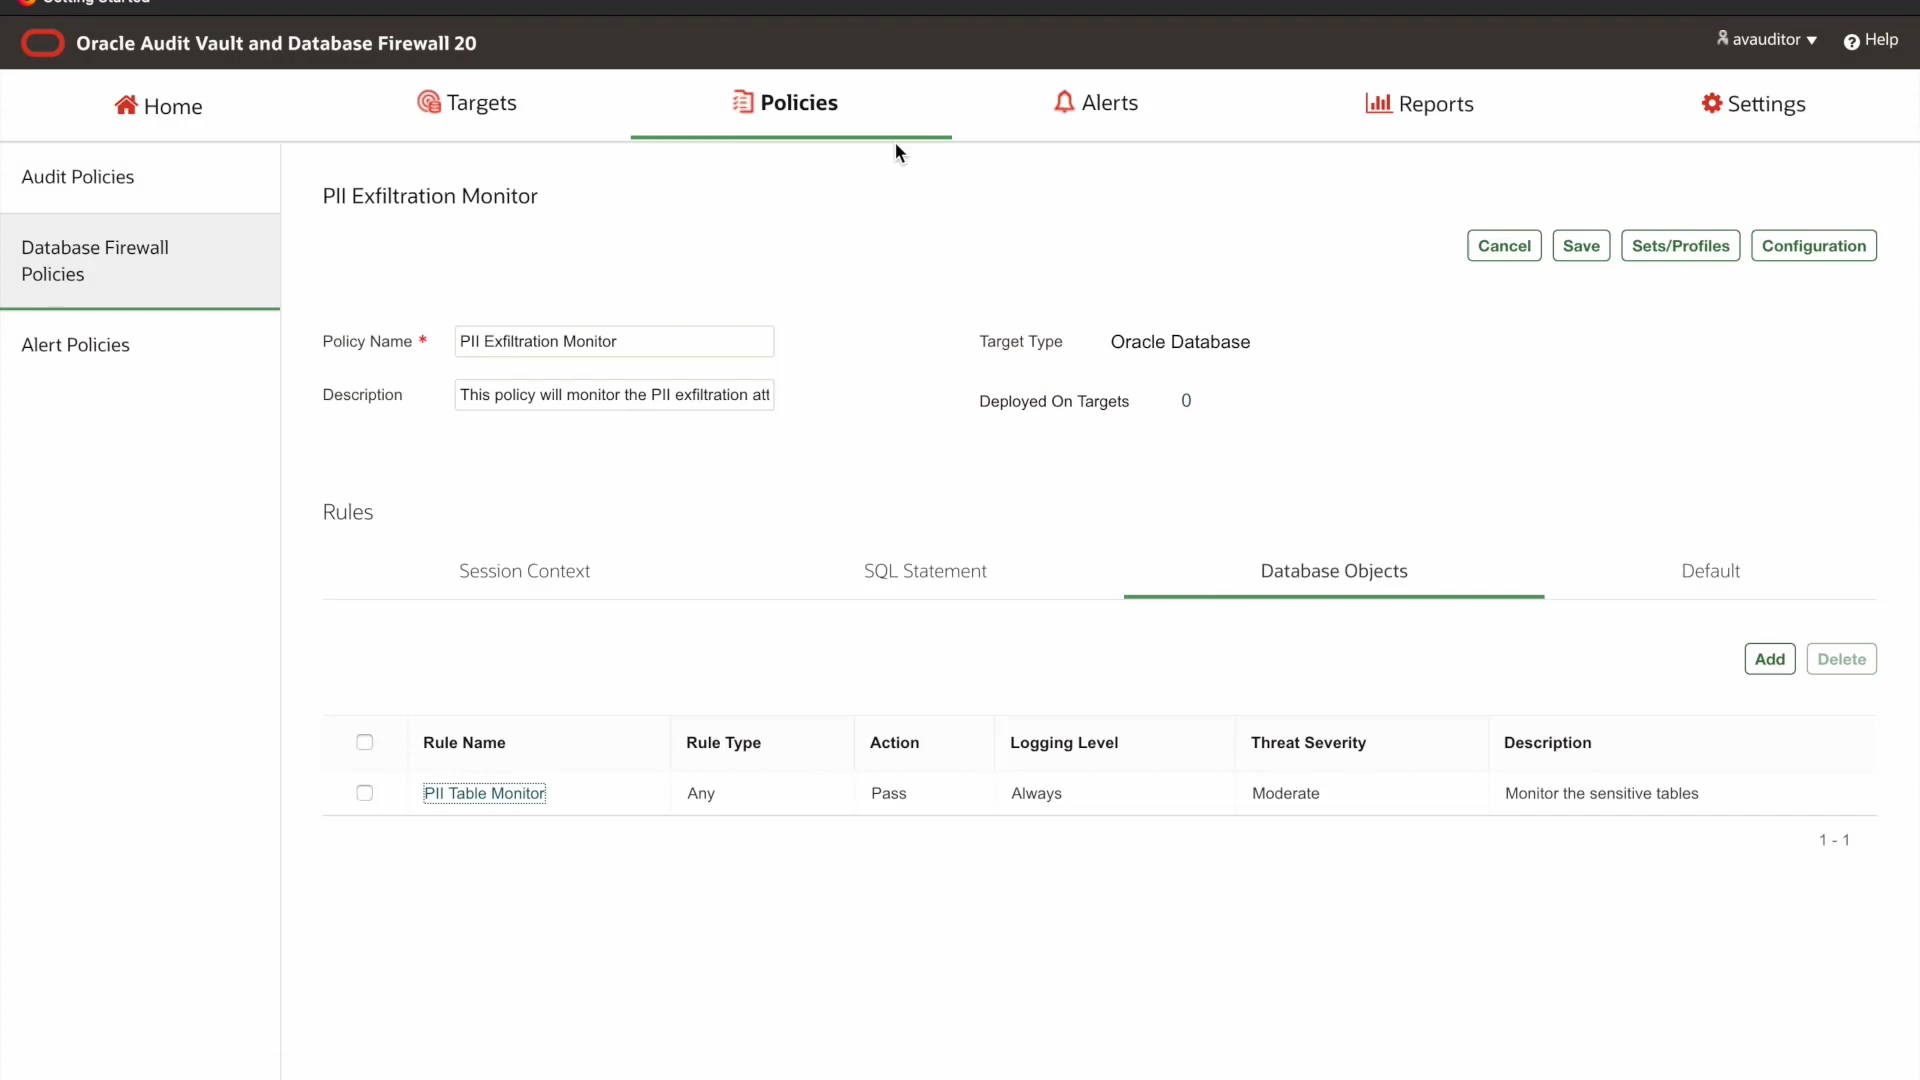 Getting Started
Oracle Audit Vault and Database Firewall 20
avauditor
Help
Home
Targets
Policies
Alerts
Reports
Settings
Audit Policies
Database Firewall
Policies
Alert Policies
PII Exfiltration Monitor
Cancel
Save
Sets/Profiles
Configuration
Policy Name *
PII Exfiltration Monitor
Target Type
Oracle Database
Description
This policy will monitor the PII exfiltration att
Deployed On Targets
0
Rules
Session Context
SQL Statement
Database Objects
Default
Add
Delete
Rule Name
Rule Type
Action
Logging Level
Threat Severity
Description
PII Table Monitor
Any
Pass
Always
Moderate
Monitor the sensitive tables
1 - 1